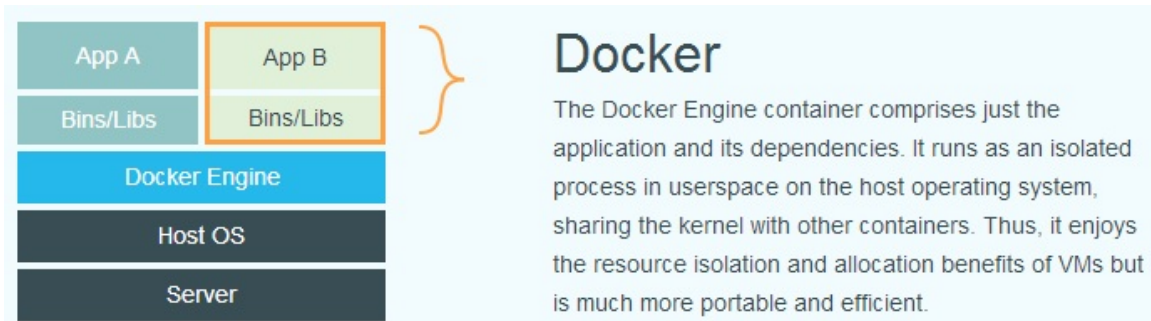 App A App B
Bins/Libs Bins/Libs
Docker Engine
Host OS
Server
Docker
The Docker Engine container comprises just the
application and its dependencies. It runs as an isolated
process in userspace on the host operating system,
sharing the kernel with other containers. Thus, it enjoys
the resource isolation and allocation benefits of VMs but
is much more portable and efficient.